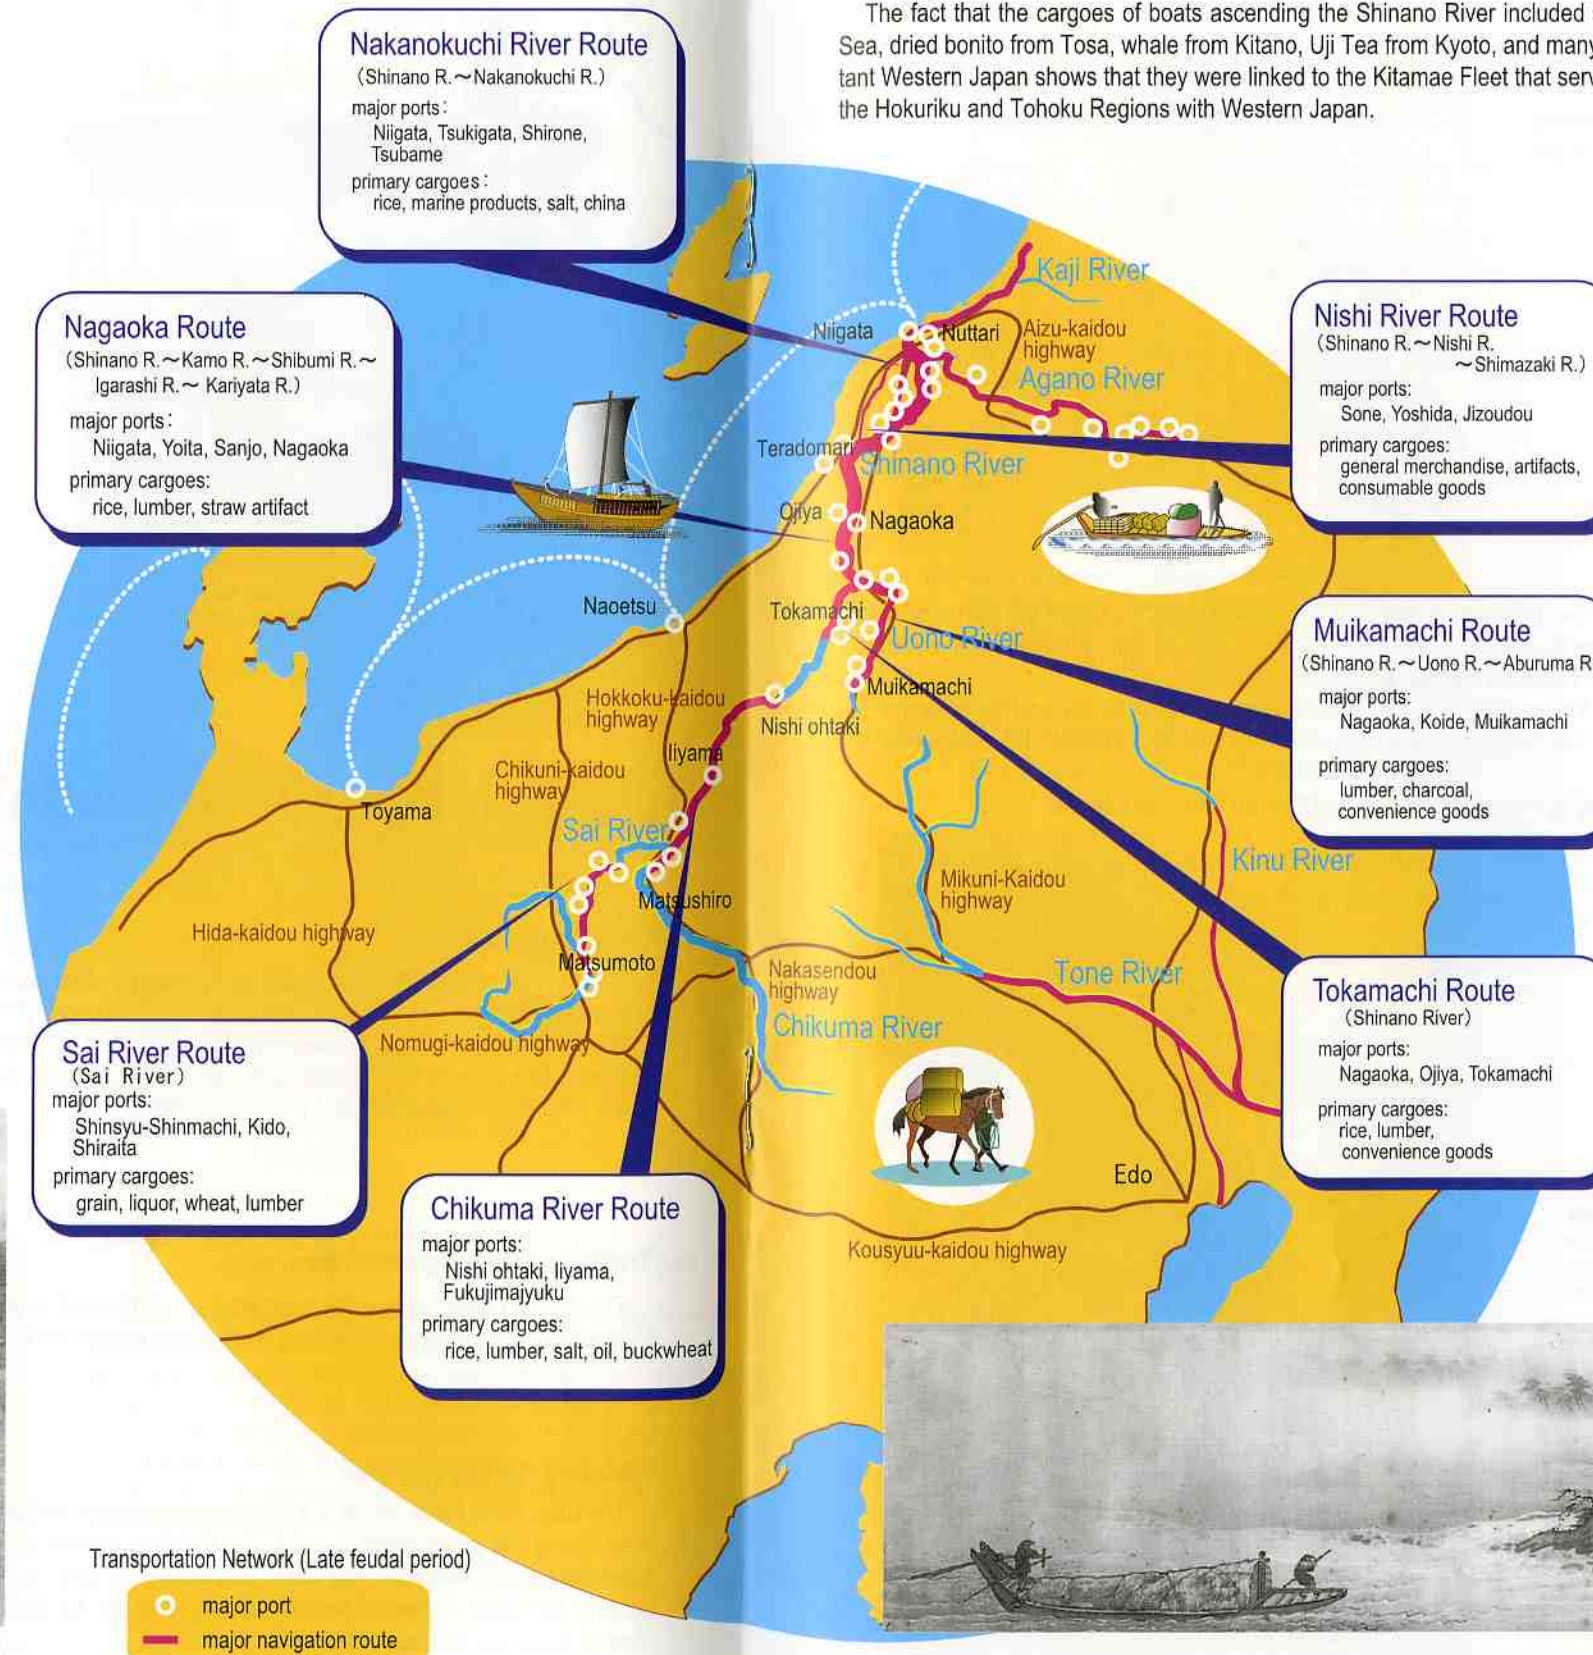 The fact that the cargoes of boats ascending the Shinano River included
Sea, dried bonito from Tosa, whale from Kitano, Uji Tea from Kyoto, and many
tant Western Japan shows that they were linked to the Kitamae Fleet that serv
the Hokuriku and Tohoku Regions with Western Japan.
Nakanokuchi River Route
(Shinano R.～Nakanokuchi R.)
major ports:
Niigata, Tsukigata, Shirone,
Tsubame
primary cargoes:
rice, marine products, salt, china
Nagaoka Route
(Shinano R.～Kamo R.～Shibumi R.～
Igarashi R.～ Kariyata R.)
major ports:
Niigata, Yoita, Sanjo, Nagaoka
primary cargoes:
rice, lumber, straw artifact
Nishi River Route
(Shinano R.～Nishi R.
～Shimazaki R.)
major ports:
Sone, Yoshida, Jizoudou
primary cargoes:
general merchandise, artifacts,
consumable goods
Muikamachi Route
(Shinano R.～Uono R.～Aburuma R
major ports:
Nagaoka, Koide, Muikamachi
primary cargoes:
lumber, charcoal,
convenience goods
Tokamachi Route
(Shinano River)
major ports:
Nagaoka, Ojiya, Tokamachi
primary cargoes:
rice, lumber,
convenience goods
Sai River Route
(Sai River)
major ports:
Shinsyu-Shinmachi, Kido,
Shiraita
primary cargoes:
grain, liquor, wheat, lumber
Chikuma River Route
major ports:
Nishi ohtaki, Iiyama,
Fukujimajyuku
primary cargoes:
rice, lumber, salt, oil, buckwheat
Kaji River
Niigata
Nuttari
Aizu-kaidou
highway
Agano River
Teradomari
Shinano River
Ojiya
Nagaoka
Naoetsu
Tokamachi
Uono River
Muikamachi
Hokkoku-kaidou
highway
Nishi ohtaki
Iiyama
Chikuni-kaidou
highway
Toyama
Sai River
Matsushiro
Mikuni-Kaidou
highway
Kinu River
Hida-kaidou highway
Matsumoto
Nakasendou
highway
Tone River
Chikuma River
Nomugi-kaidou highway
Edo
Kousyuu-kaidou highway
Transportation Network (Late feudal period)
major port
major navigation route